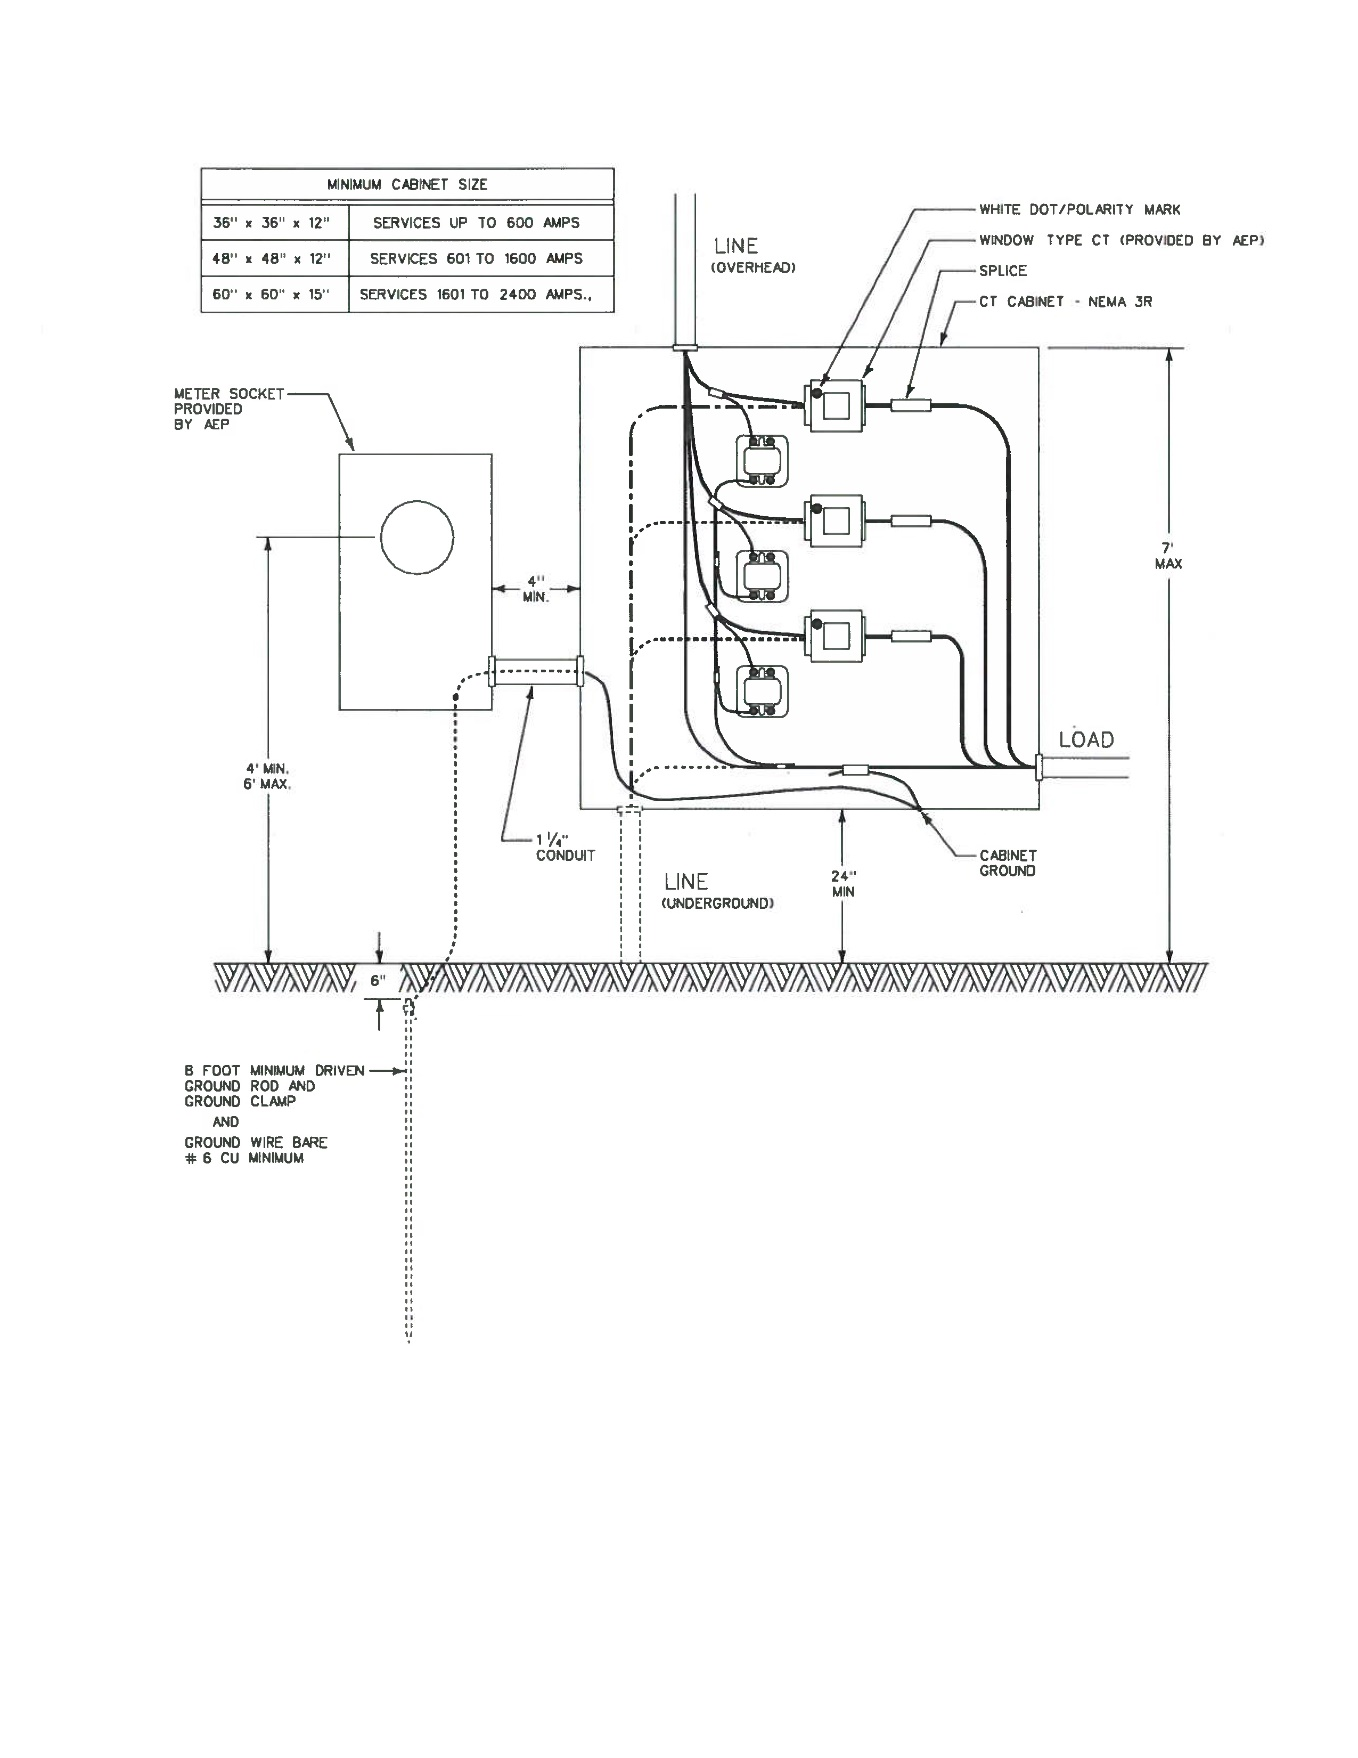 MINIMUM CABINET SIZE
36" x 36" x 12" SERVICES UP TO 600 AMPS
48" x 48" x 12" SERVICES 601 TO 1600 AMPS
60" x 60" x 15" SERVICES 1601 TO 2400 AMPS.,
LINE
(OVERHEAD)
WHITE DOT/POLARITY MARK
WINDOW TYPE CT (PROVIDED BY AEP)
SPLICE
CT CABINET - NEMA 3R
METER SOCKET
PROVIDED
BY AEP
4"
MIN.
7'
MAX
LOAD
4' MIN.
6' MAX.
1 1/4"
CONDUIT
LINE
(UNDERGROUND)
24"
MIN
CABINET
GROUND
6"
8 FOOT MINIMUM DRIVEN
GROUND ROD AND
GROUND CLAMP
AND
GROUND WIRE BARE
# 6 CU MINIMUM